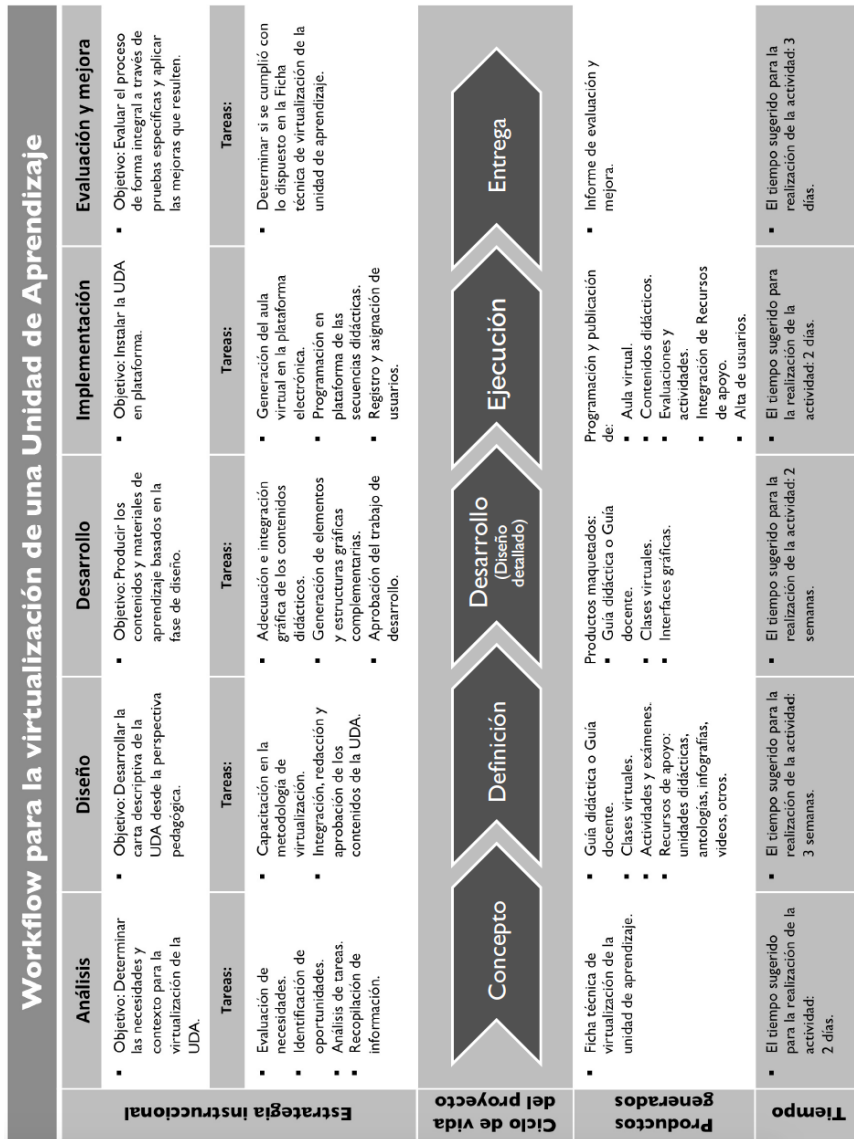 Workflow para la virtualización de una Unidad de Aprendizaje
Análisis
Diseño
Desarrollo
Implementación
Evaluación y mejora
Estrategia instruccional
▪ Objetivo: Determinar
las necesidades y
contexto para la
virtualización de la
UDA.
▪ Objetivo: Desarrollar la
carta descriptiva de la
UDA desde la perspectiva
pedagógica.
▪ Objetivo: Producir los
contenidos y materiales de
aprendizaje basados en la
fase de diseño.
▪ Objetivo: Instalar la UDA
en plataforma.
▪ Objetivo: Evaluar el proceso
de forma integral a través de
pruebas específicas y aplicar
las mejoras que resulten.
Tareas:
Tareas:
Tareas:
Tareas:
Tareas:
▪ Evaluación de
necesidades.
▪ Identificación de
oportunidades.
▪ Análisis de tareas.
▪ Recopilación de
información.
▪ Capacitación en la
metodología de
virtualización.
▪ Integración, redacción y
aprobación de los
contenidos de la UDA.
▪ Adecuación e integración
gráfica de los contenidos
didácticos.
▪ Generación de elementos
y estructuras gráficas
complementarias.
▪ Aprobación del trabajo de
desarrollo.
▪ Generación del aula
virtual en la plataforma
electrónica.
▪ Programación en
plataforma de las
secuencias didácticas.
▪ Registro y asignación de
usuarios.
▪ Determinar si se cumplió con
lo dispuesto en la Ficha
técnica de virtualización de la
unidad de aprendizaje.
Ciclo de vida
del proyecto
Concepto
Definición
Desarrollo
(Diseño
detallado)
Ejecución
Entrega
Productos
generados
▪ Ficha técnica de
virtualización de la
unidad de aprendizaje.
▪ Guía didáctica o Guía
docente.
▪ Clases virtuales.
▪ Actividades y exámenes.
▪ Recursos de apoyo:
unidades didácticas,
antologías, infografías,
videos, otros.
Productos maquetados:
▪ Guía didáctica o Guía
docente.
▪ Clases virtuales.
▪ Interfaces gráficas.
Programación y publicación
de:
▪ Aula virtual.
▪ Contenidos didácticos.
▪ Evaluaciones y
actividades.
▪ Integración de Recursos
de apoyo.
▪ Alta de usuarios.
▪ Informe de evaluación y
mejora.
Tiempo
▪ El tiempo sugerido
para la realización de la
actividad:
2 días.
▪ El tiempo sugerido para la
realización de la actividad:
3 semanas.
▪ El tiempo sugerido para la
realización de la actividad: 2
semanas.
▪ El tiempo sugerido para
la realización de la
actividad: 2 días.
▪ El tiempo sugerido para la
realización de la actividad: 3
días.